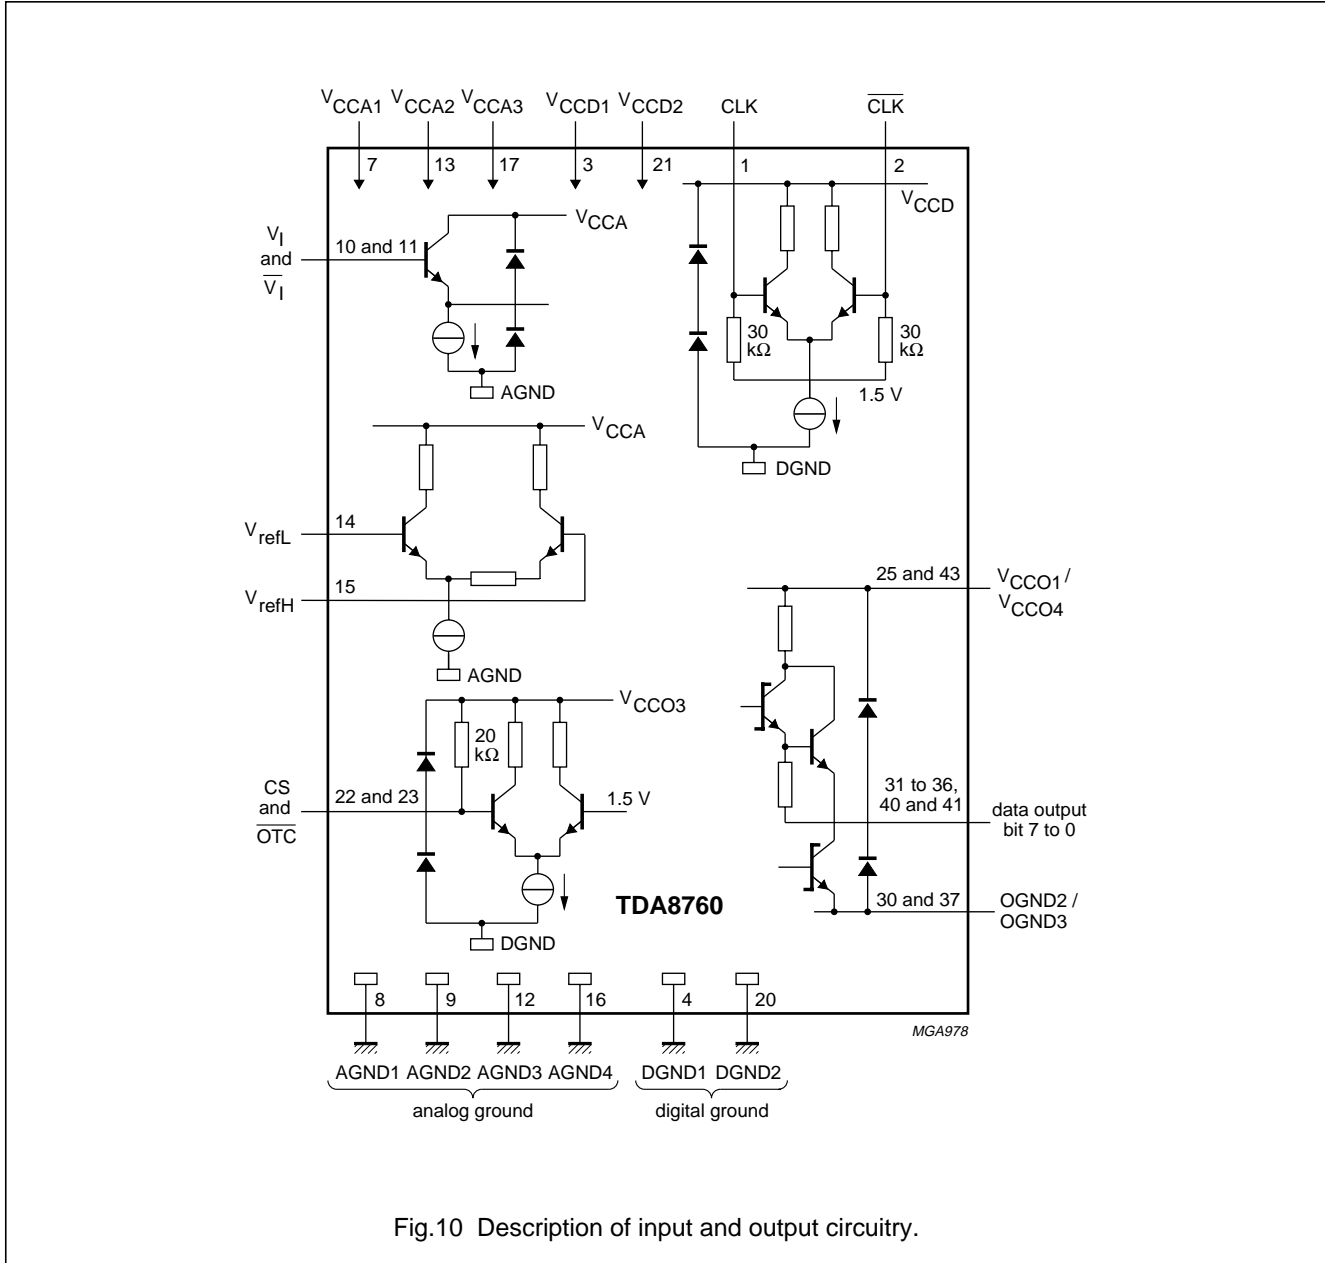 VCCA1 VCCA2 VCCA3 VCCD1 VCCD2 CLK CLK
7 13 17 3 21 1 2
VCCD
VCCA
VI
and
VI
10 and 11
AGND
30
kΩ
30
kΩ
1.5 V
DGND
VCCA
VrefL
14
VrefH
15
AGND
25 and 43
VCCO1 /
VCCO4
VCCO3
20
kΩ
CS
and
OTC
22 and 23
1.5 V
DGND
31 to 36,
40 and 41
data output
bit 7 to 0
TDA8760
30 and 37
OGND2 /
OGND3
8 9 12 16 4 20
MGA978
AGND1 AGND2 AGND3 AGND4 DGND1 DGND2
analog ground digital ground
Fig.10 Description of input and output circuitry.